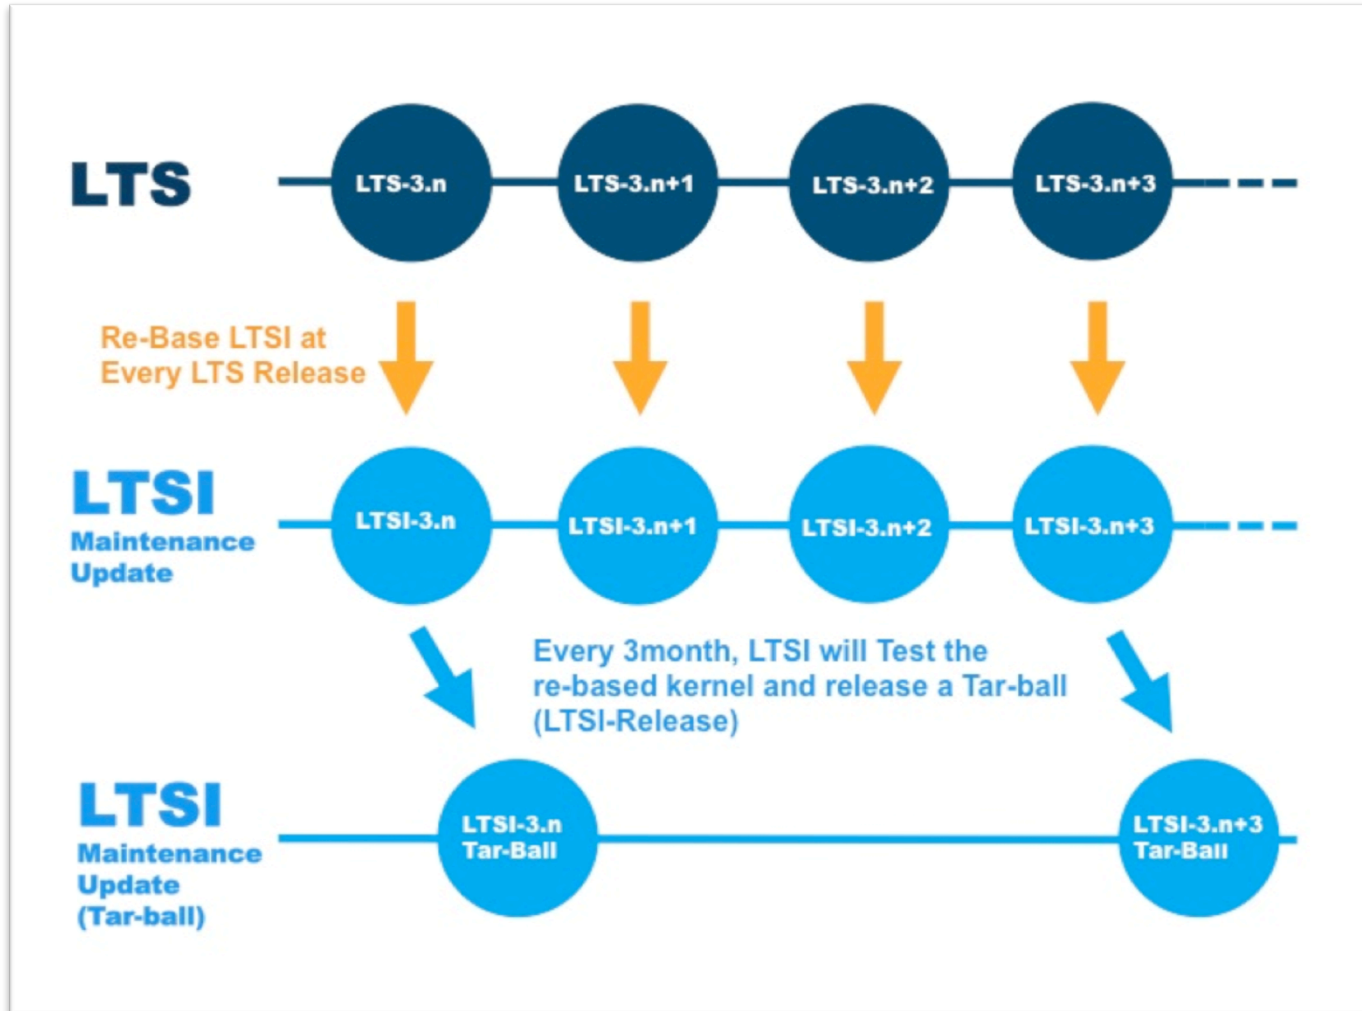 LTS
LTS-3.n
LTS-3.n+1
LTS-3.n+2
LTS-3.n+3
Re-Base LTSI at
Every LTS Release
LTSI
Maintenance
Update
LTSI-3.n
LTSI-3.n+1
LTSI-3.n+2
LTSI-3.n+3
Every 3month, LTSI will Test the
re-based kernel and release a Tar-ball
(LTSI-Release)
LTSI
Maintenance
Update
(Tar-ball)
LTSI-3.n
Tar-Ball
LTSI-3.n+3
Tar-Ball